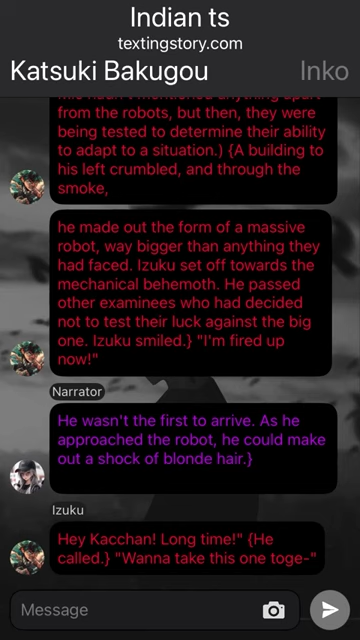 Indian ts
textingstory.com
Katsuki Bakugou Inko
from the robots, but then, they were
being tested to determine their ability
to adapt to a situation.) {A building to
his left crumbled, and through the
smoke,
he made out the form of a massive
robot, way bigger than anything they
had faced. Izuku set off towards the
mechanical behemoth. He passed
other examinees who had decided
not to test their luck against the big
one. Izuku smiled.} "I'm fired up
now!"
Narrator
He wasn't the first to arrive. As he
approached the robot, he could make
out a shock of blonde hair.}
Izuku
Hey Kacchan! Long time!" {He
called.} "Wanna take this one toge-"
Message